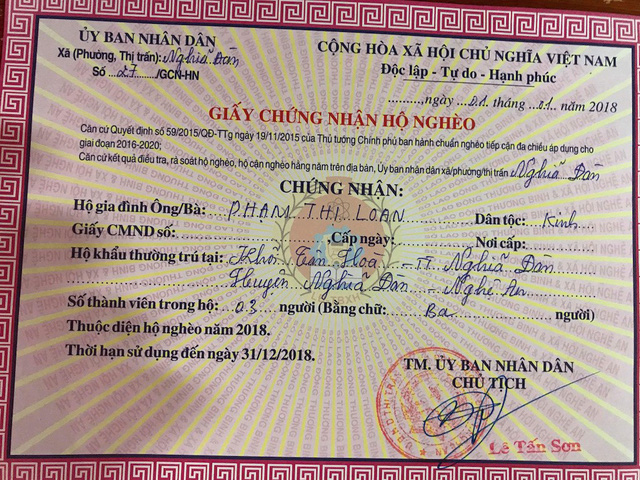 ỦY BAN NHÂN DÂN
Xã (Phường, Thị trấn): Nghĩa Đàn
Số ...27......./GCN-HN
CỘNG HÒA XÃ HỘI CHỦ NGHĨA VIỆT NAM
Độc lập - Tự do - Hạnh phúc
.........,ngày ..21. tháng ..01.. năm 2018
GIẤY CHỨNG NHẬN HỘ NGHÈO
Căn cứ Quyết định số 59/2015/QĐ-TTg ngày 19/11/2015 của Thủ tướng Chính phủ ban hành chuẩn nghèo tiếp cận đa chiều áp dụng cho
giai đoạn 2016-2020;
Căn cứ kết quả điều tra, rà soát hộ nghèo, hộ cận nghèo hàng năm trên địa bàn, Ủy ban nhân dân xã/phường/thị trấn Nghĩa Đàn
CHỨNG NHẬN:
Hộ gia đình Ông/Bà: PHẠM THỊ LOAN Dân tộc: Kinh
Giấy CMND số: Cấp ngày: Nơi cấp:
Hộ khẩu thường trú tại: Khối Tân Hoà - TT. Nghĩa Đàn
Huyện Nghĩa Đàn - Nghệ An
Số thành viên trong hộ: 03 người (Bằng chữ: Ba người)
Thuộc diện hộ nghèo năm 2018.
Thời hạn sử dụng đến ngày 31/12/2018.
TM. ỦY BAN NHÂN DÂN
CHỦ TỊCH
Lê Tấn Sơn